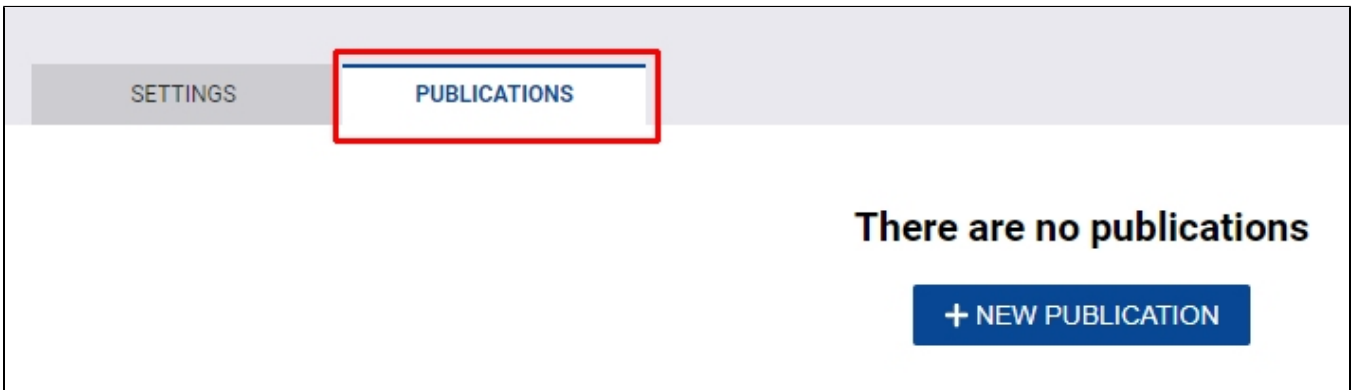 SETTINGS
PUBLICATIONS
There are no publications
+ NEW PUBLICATION